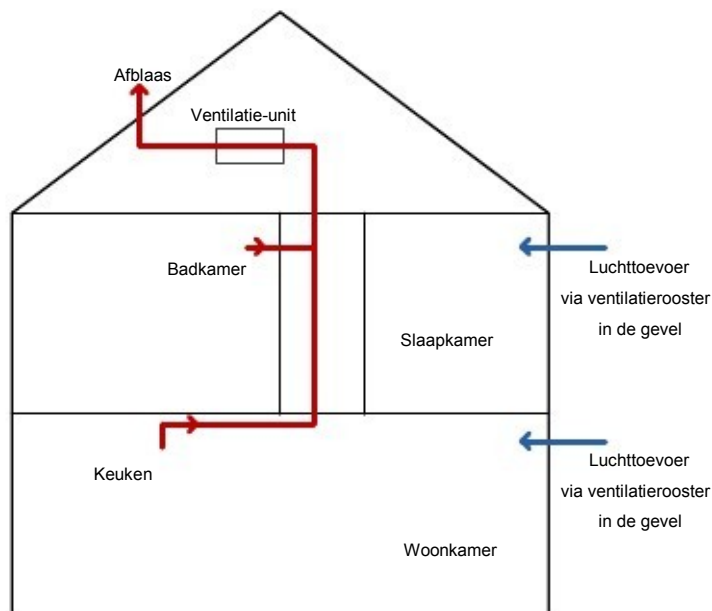 Afblaas
Ventilatie-unit
Badkamer
Luchttoevoer
via ventilatierooster
in de gevel
Slaapkamer
Keuken
Luchttoevoer
via ventilatierooster
in de gevel
Woonkamer